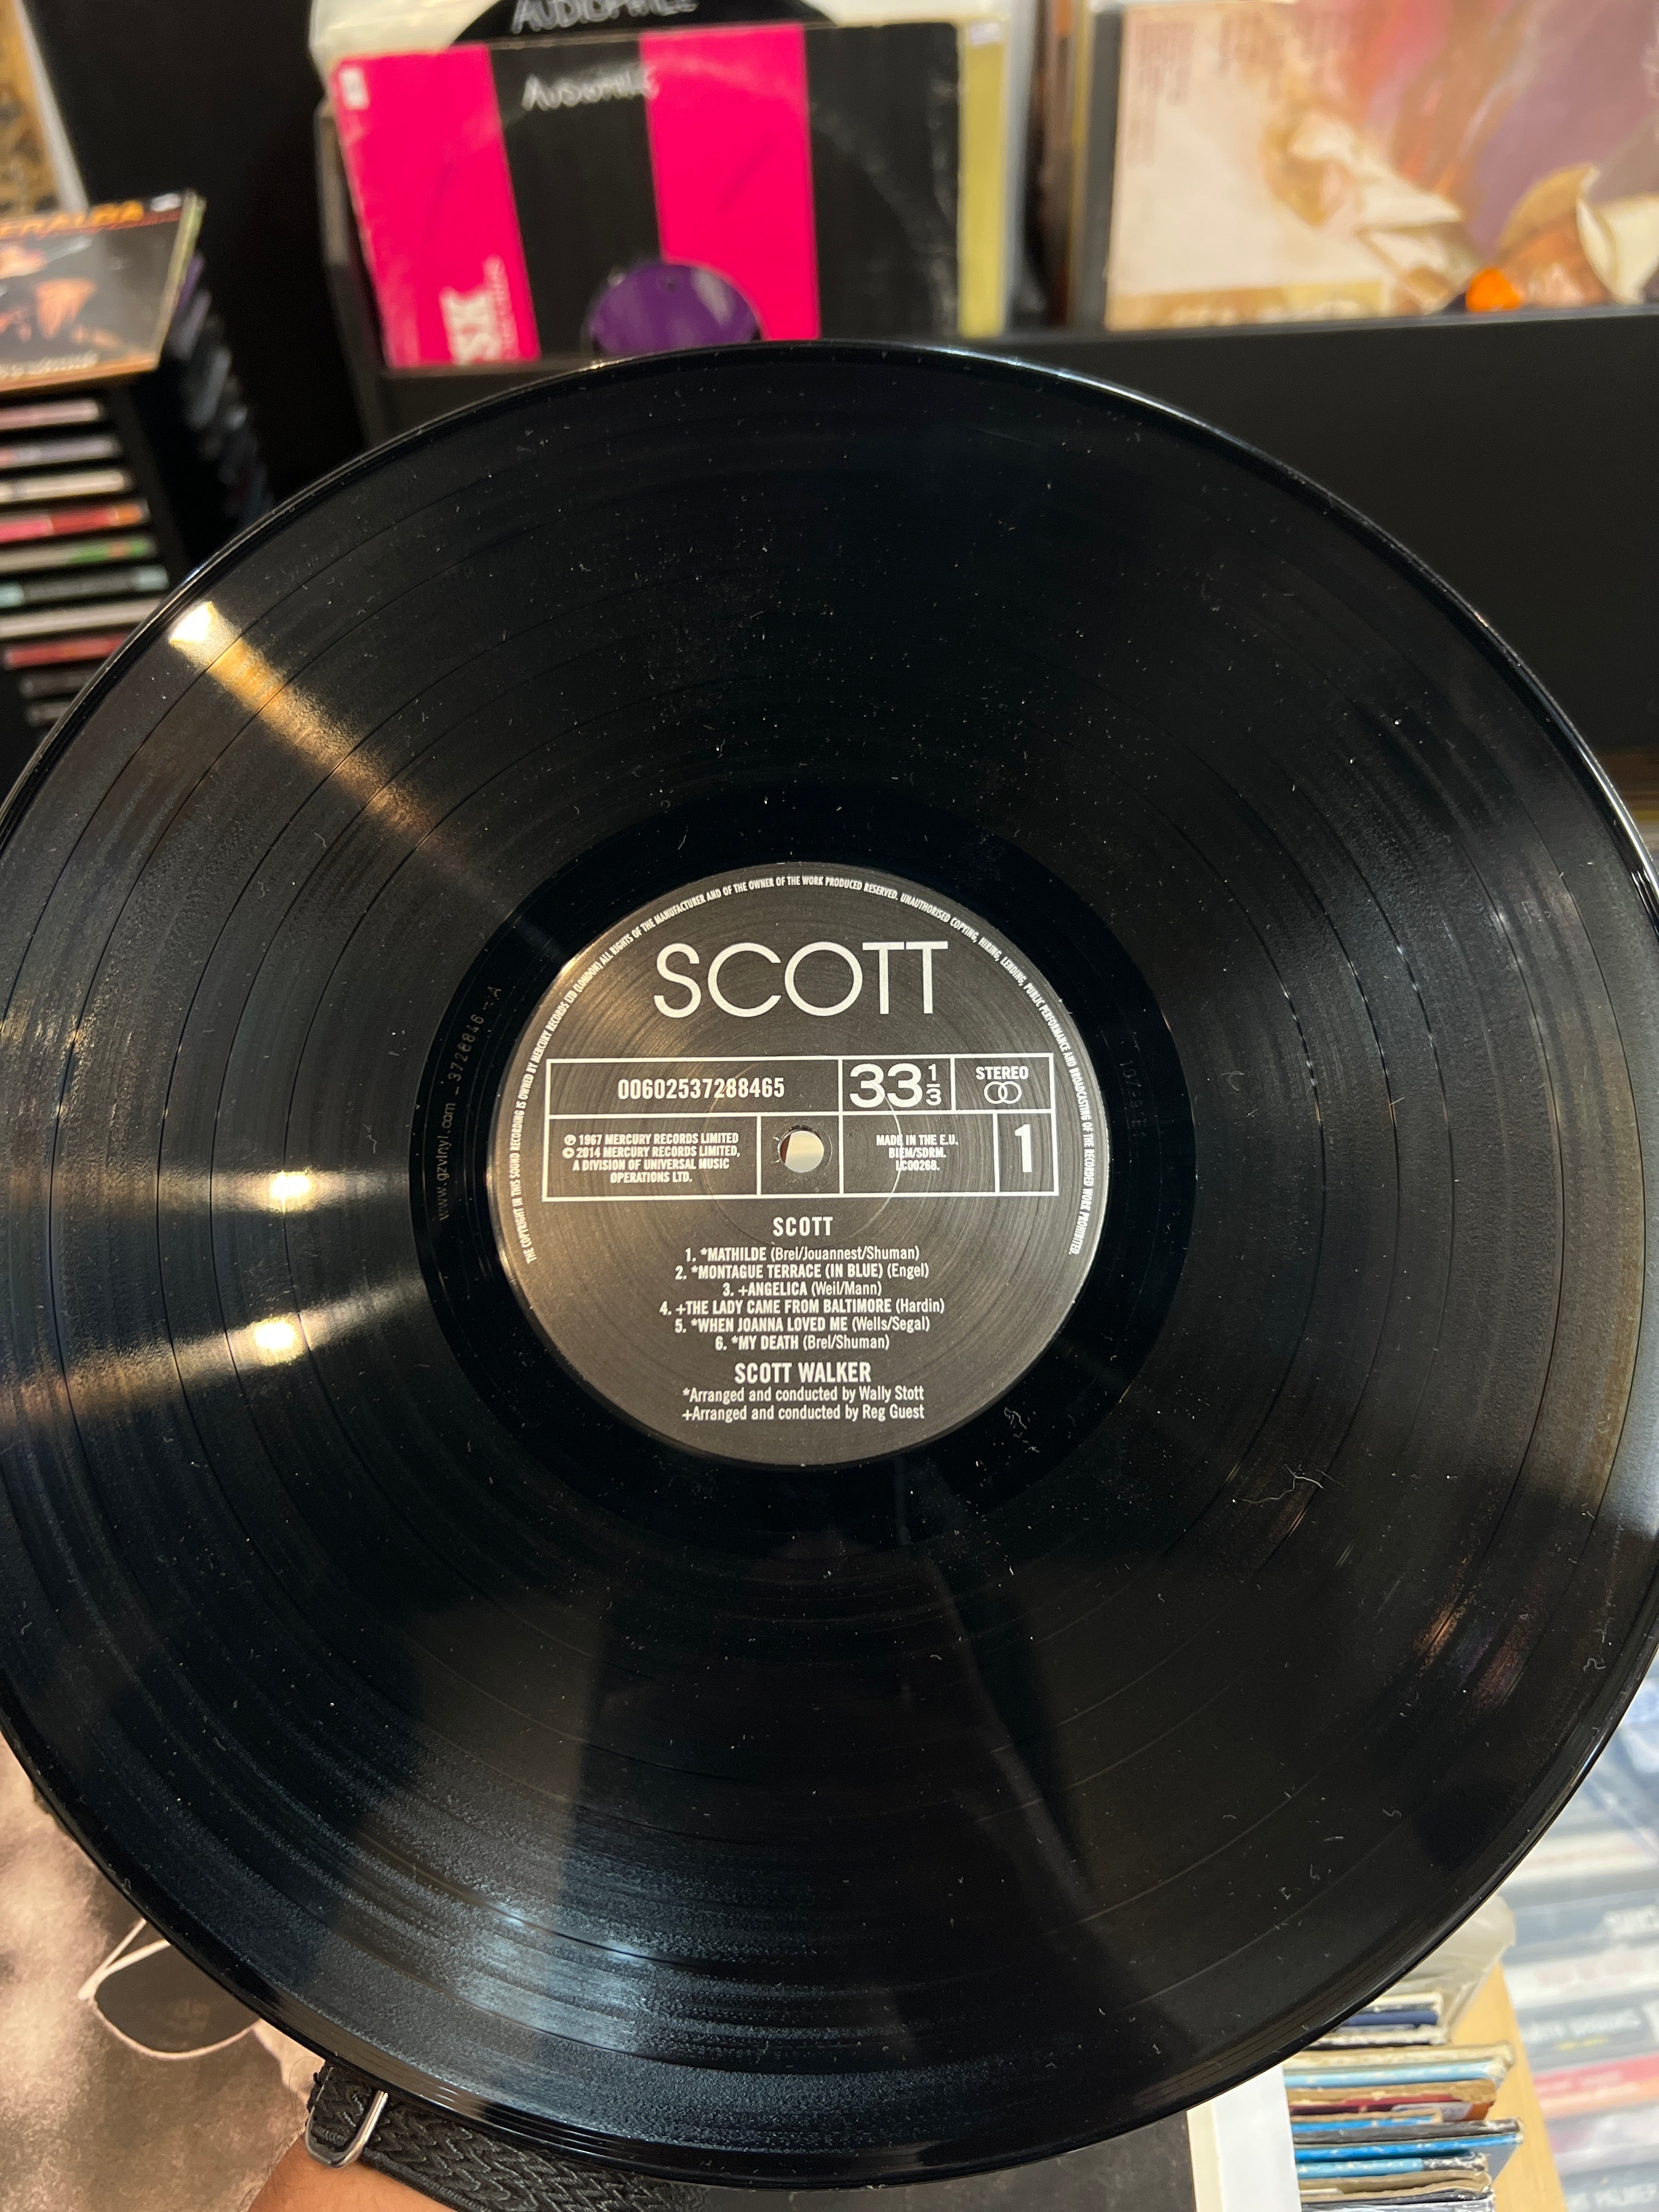 AUDIOPHILE
AUDIOPHILE
SCOTT
00602537288465
33 1/3
STEREO
℗ 1967 MERCURY RECORDS LIMITED
© 2014 MERCURY RECORDS LIMITED,
A DIVISION OF UNIVERSAL MUSIC
OPERATIONS LTD.
MADE IN THE E.U.
BIEM/SDRM.
LC00268.
1
SCOTT
1. *MATHILDE (Brel/Jouannest/Shuman)
2. *MONTAGUE TERRACE (IN BLUE) (Engel)
3. +ANGELICA (Weil/Mann)
4. +THE LADY CAME FROM BALTIMORE (Hardin)
5. *WHEN JOANNA LOVED ME (Wells/Segal)
6. *MY DEATH (Brel/Shuman)
SCOTT WALKER
*Arranged and conducted by Wally Stott
+Arranged and conducted by Reg Guest
THE COPYRIGHT IN THIS SOUND RECORDING IS OWNED BY MERCURY RECORDS LTD (LONDON) ALL RIGHTS OF THE MANUFACTURER AND OF THE OWNER OF THE WORK PRODUCED RESERVED. UNAUTHORISED COPYING, HIRING, LENDING, PUBLIC PERFORMANCE AND BROADCASTING OF THE RECORDED WORK PROHIBITED.
www.gzvinyl.com - 3728846 - A